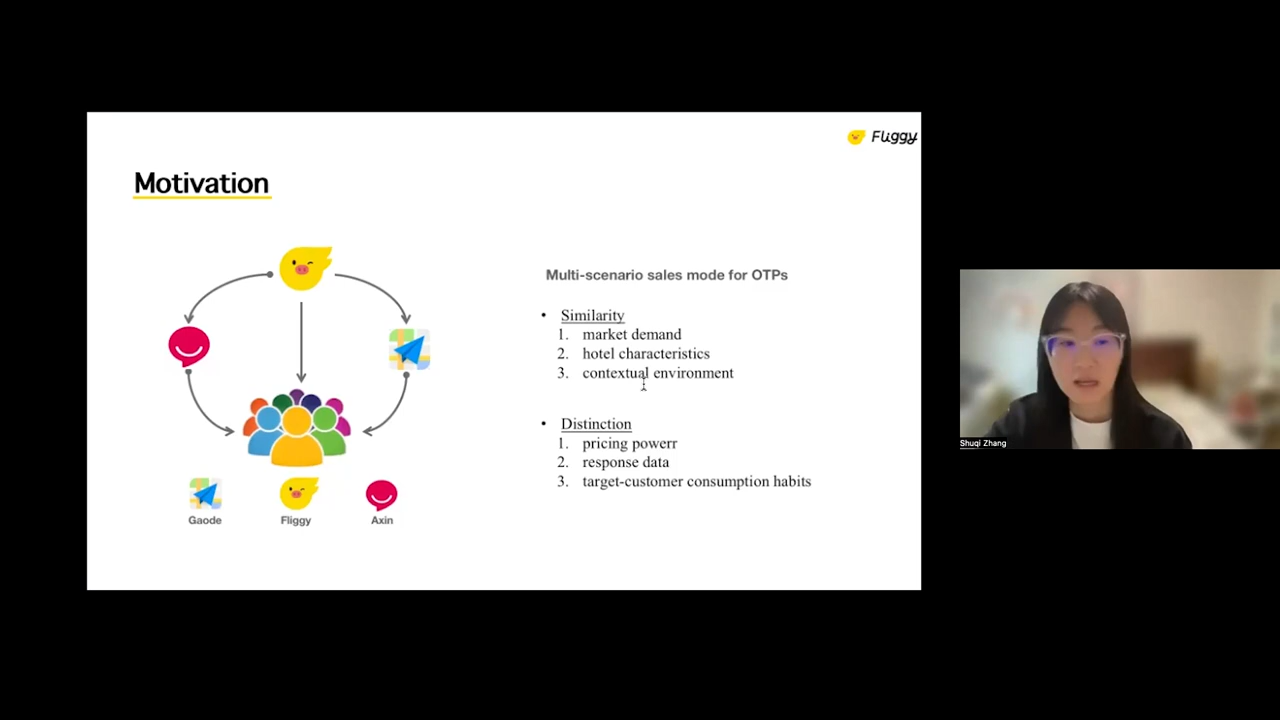 Fliggy
Motivation
Multi-scenario sales mode for OTPs
• Similarity
1. market demand
2. hotel characteristics
3. contextual environment
• Distinction
1. pricing powerr
2. response data
3. target-customer consumption habits
Gaode
Fliggy
Axin
Shuqi Zhang